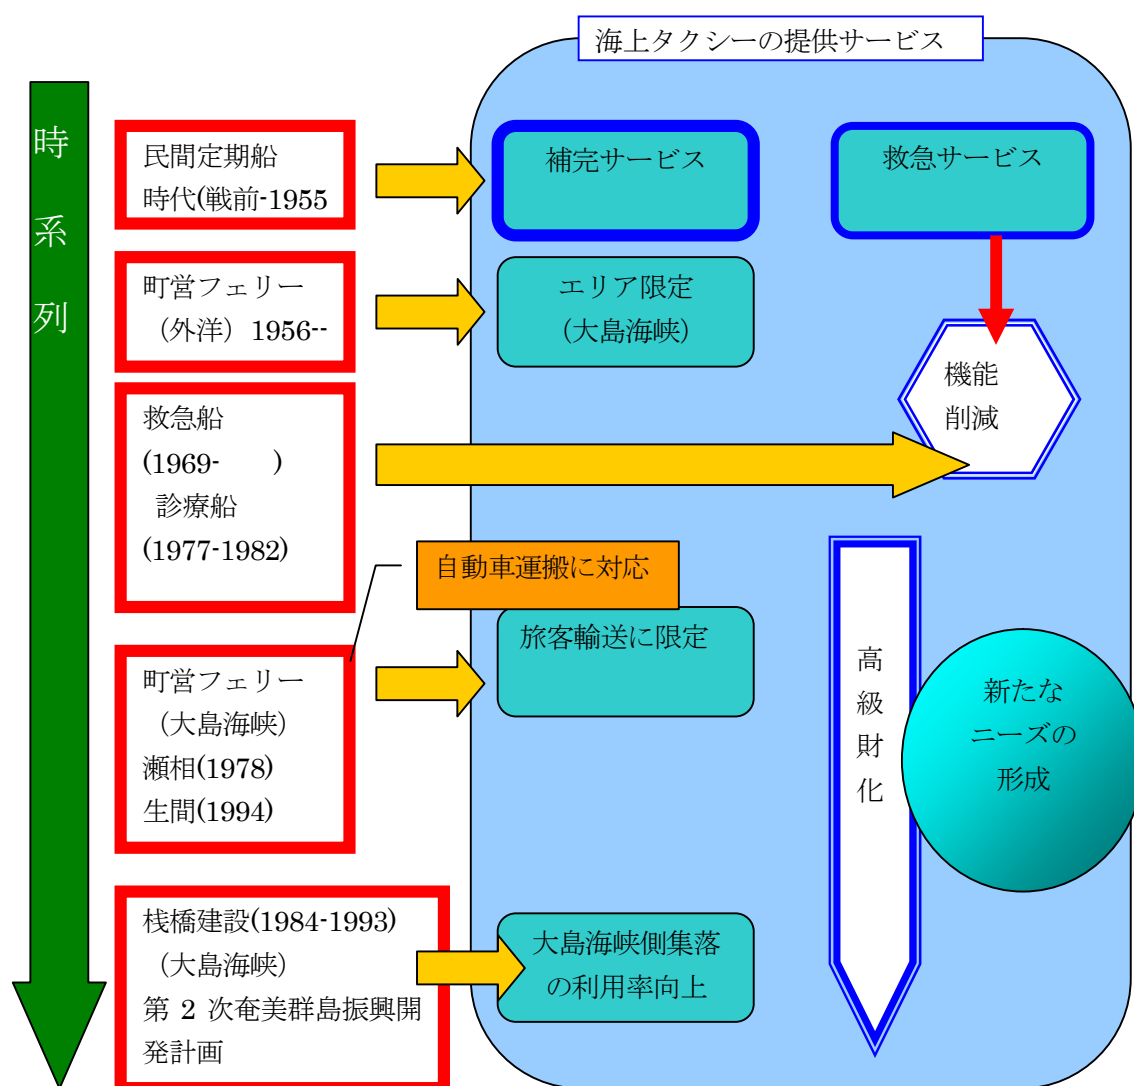 海上タクシーの提供サービス
時系列
民間定期船
時代(戦前-1955
補完サービス
救急サービス
町営フェリー
（外洋）1956--
エリア限定
（大島海峡）
機能
削減
救急船
(1969-　　)
診療船
(1977-1982)
自動車運搬に対応
旅客輸送に限定
町営フェリー
（大島海峡）
瀬相(1978)
生間(1994)
高級財化
新たな
ニーズの
形成
桟橋建設(1984-1993)
（大島海峡）
第 2 次奄美群島振興開
発計画
大島海峡側集落
の利用率向上